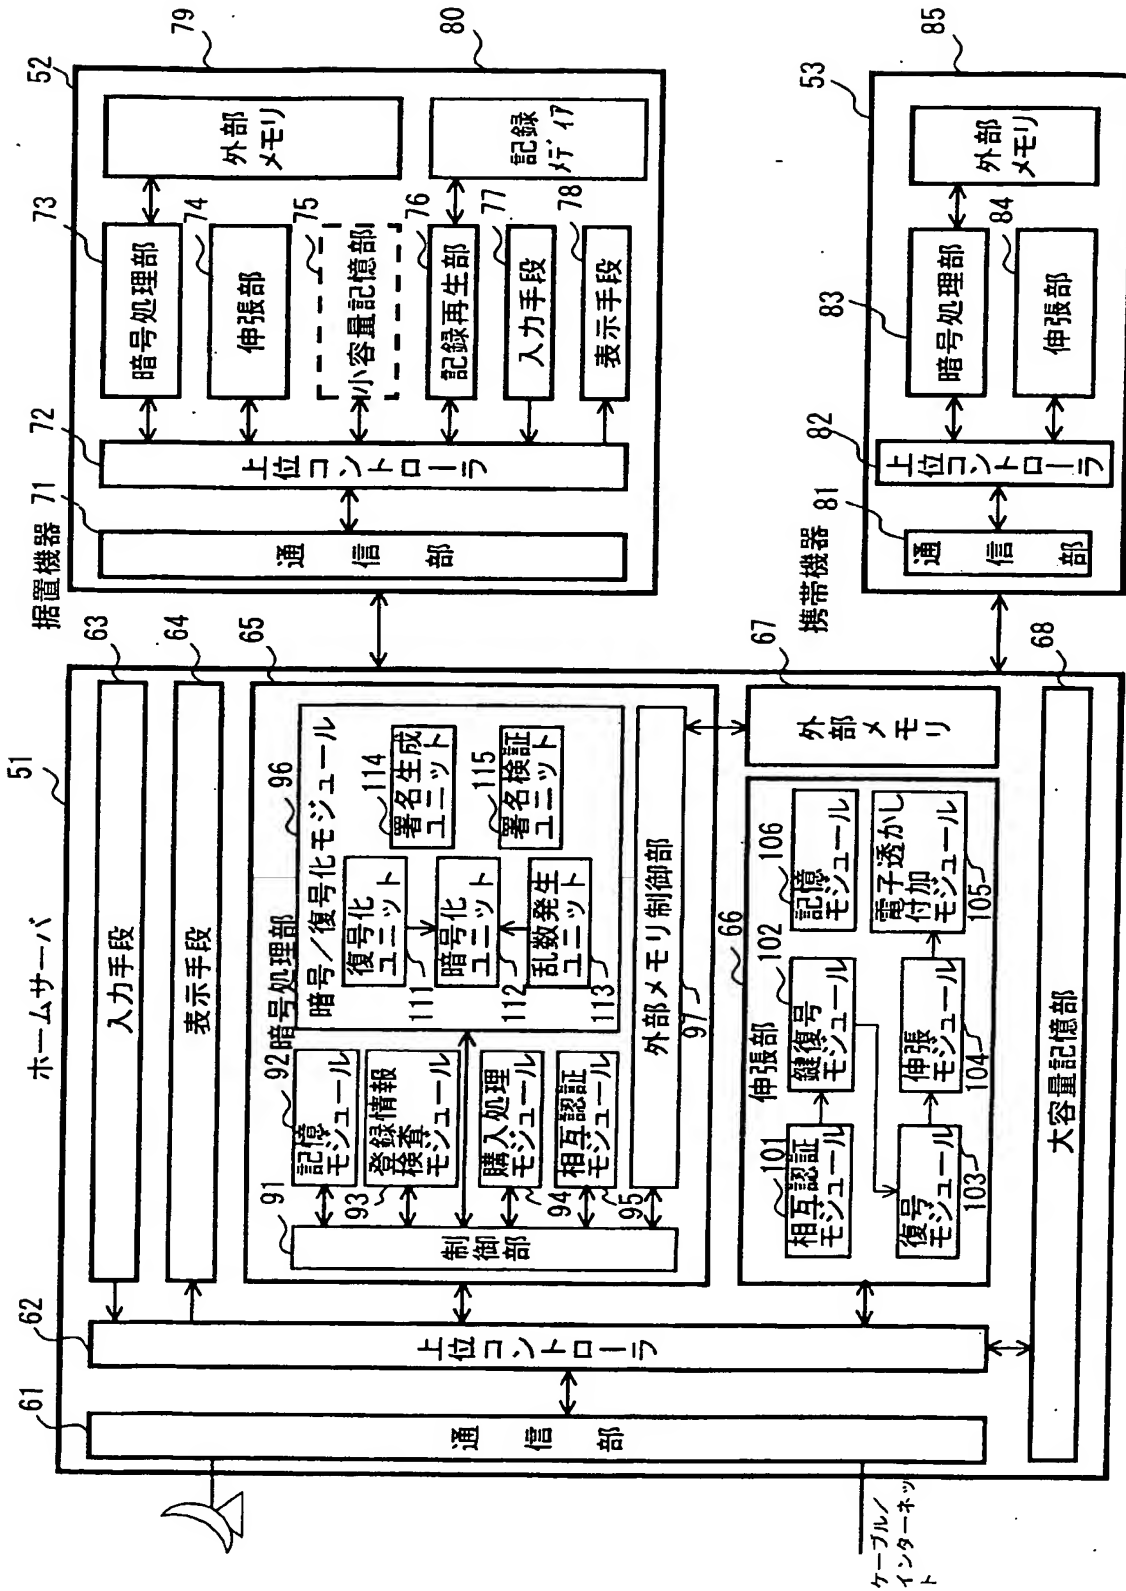 ホームサーバ
51
61
通信部
62
上位コントローラ
63
入力手段
64
表示手段
65
暗号処理部
91
制御部
92
記憶
モジュール
93
登録情報
検査
モジュール
94
購入処理
モジュール
95
相互認証
モジュール
96
暗号/復号化モジュール
111
復号化
ユニット
112
暗号化
ユニット
113
乱数発生
ユニット
114
署名生成
ユニット
115
署名検証
ユニット
97
外部メモリ制御部
66
伸張部
101
相互認証
モジュール
102
鍵復号
モジュール
103
復号
モジュール
104
伸張
モジュール
105
電子透かし
付加
モジュール
106
記憶
モジュール
67
外部
メモリ
68
大容量記憶部
ケーブル/
インターネッ
ト
据置機器
52
71
通信部
72
上位コントローラ
73
暗号処理部
74
伸張部
75
小容量記憶部
76
記録再生部
77
入力手段
78
表示手段
79
外部
メモリ
80
記録
メディア
携帯機器
53
81
通信部
82
上位コントローラ
83
暗号処理部
84
伸張部
85
外部
メモリ